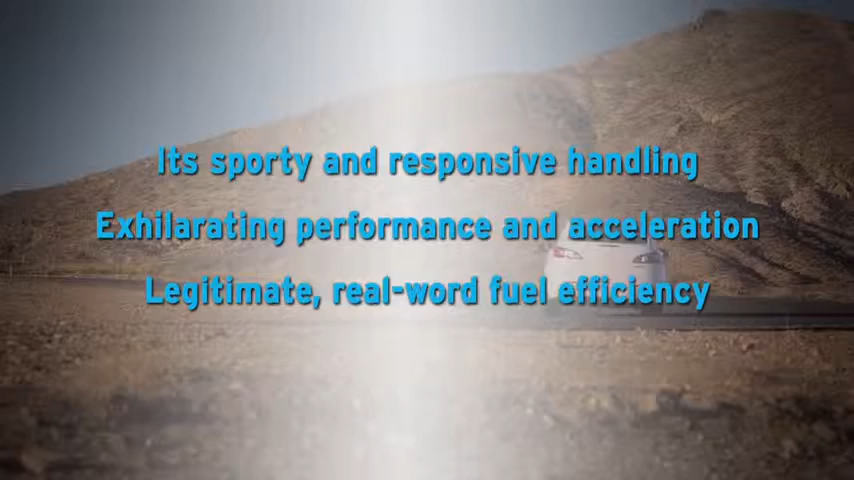 Its sporty and responsive handling
Exhilarating performance and acceleration
Legitimate, real-word fuel efficiency